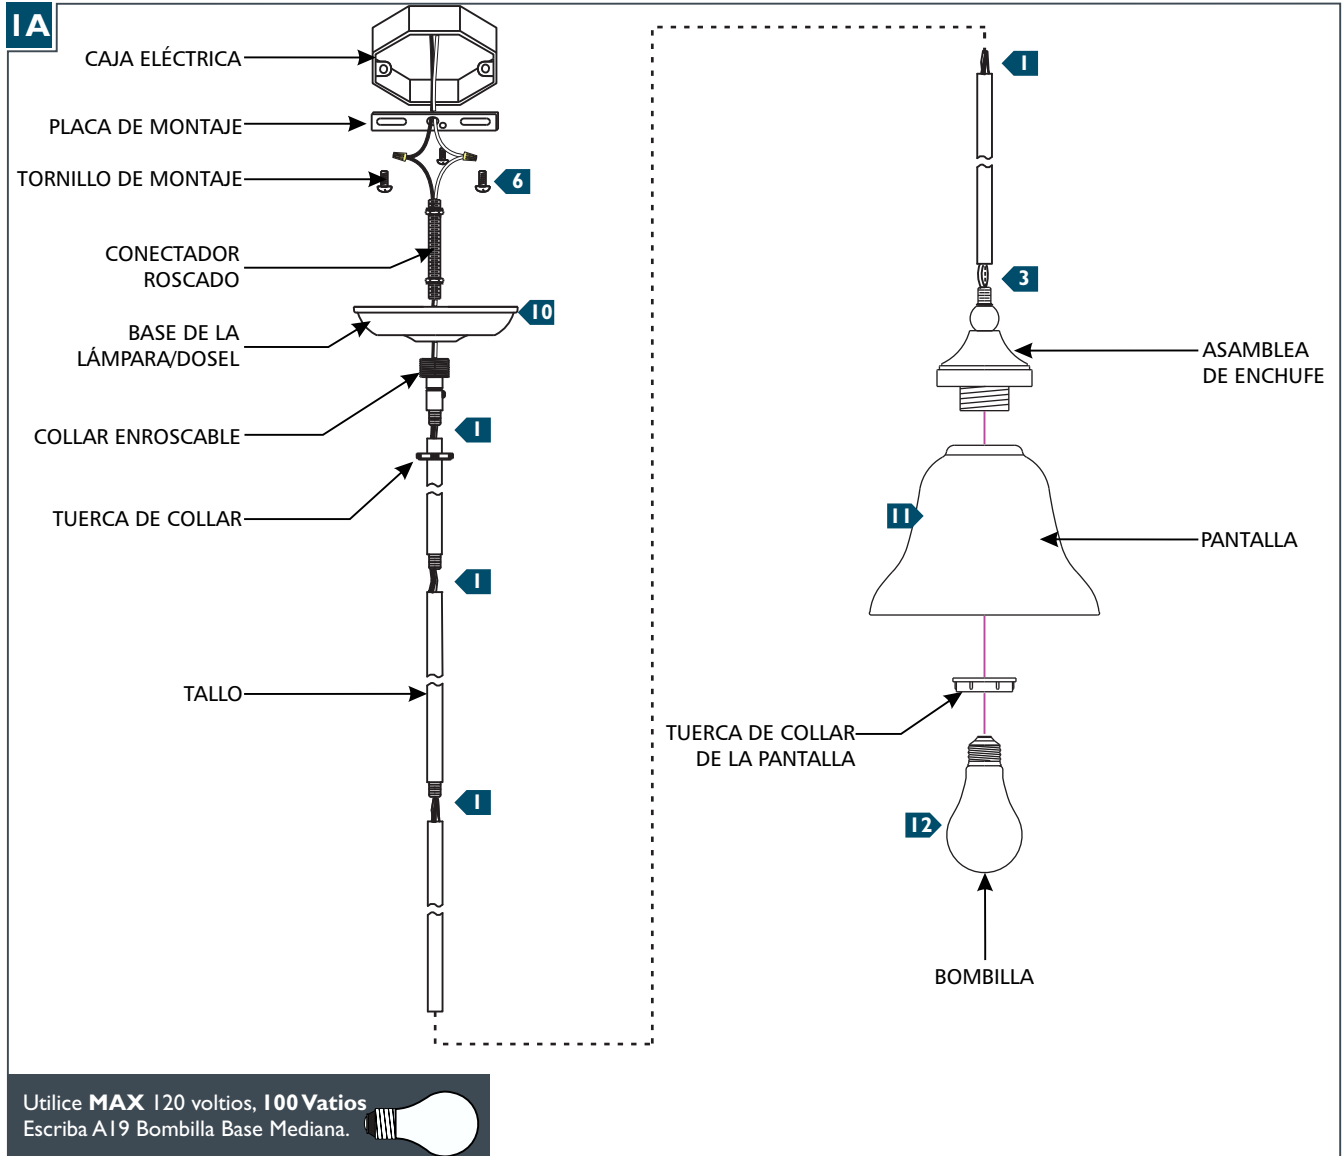 1A
CAJA ELÉCTRICA
PLACA DE MONTAJE
TORNILLO DE MONTAJE
6
CONECTADOR
ROSCADO
10
BASE DE LA
LÁMPARA/DOSEL
COLLAR ENROSCABLE
1
TUERCA DE COLLAR
1
TALLO
1
1
3
ASAMBLEA
DE ENCHUFE
11
PANTALLA
TUERCA DE COLLAR
DE LA PANTALLA
12
BOMBILLA
Utilice MAX 120 voltios, 100 Vatios
Escriba A19 Bombilla Base Mediana.